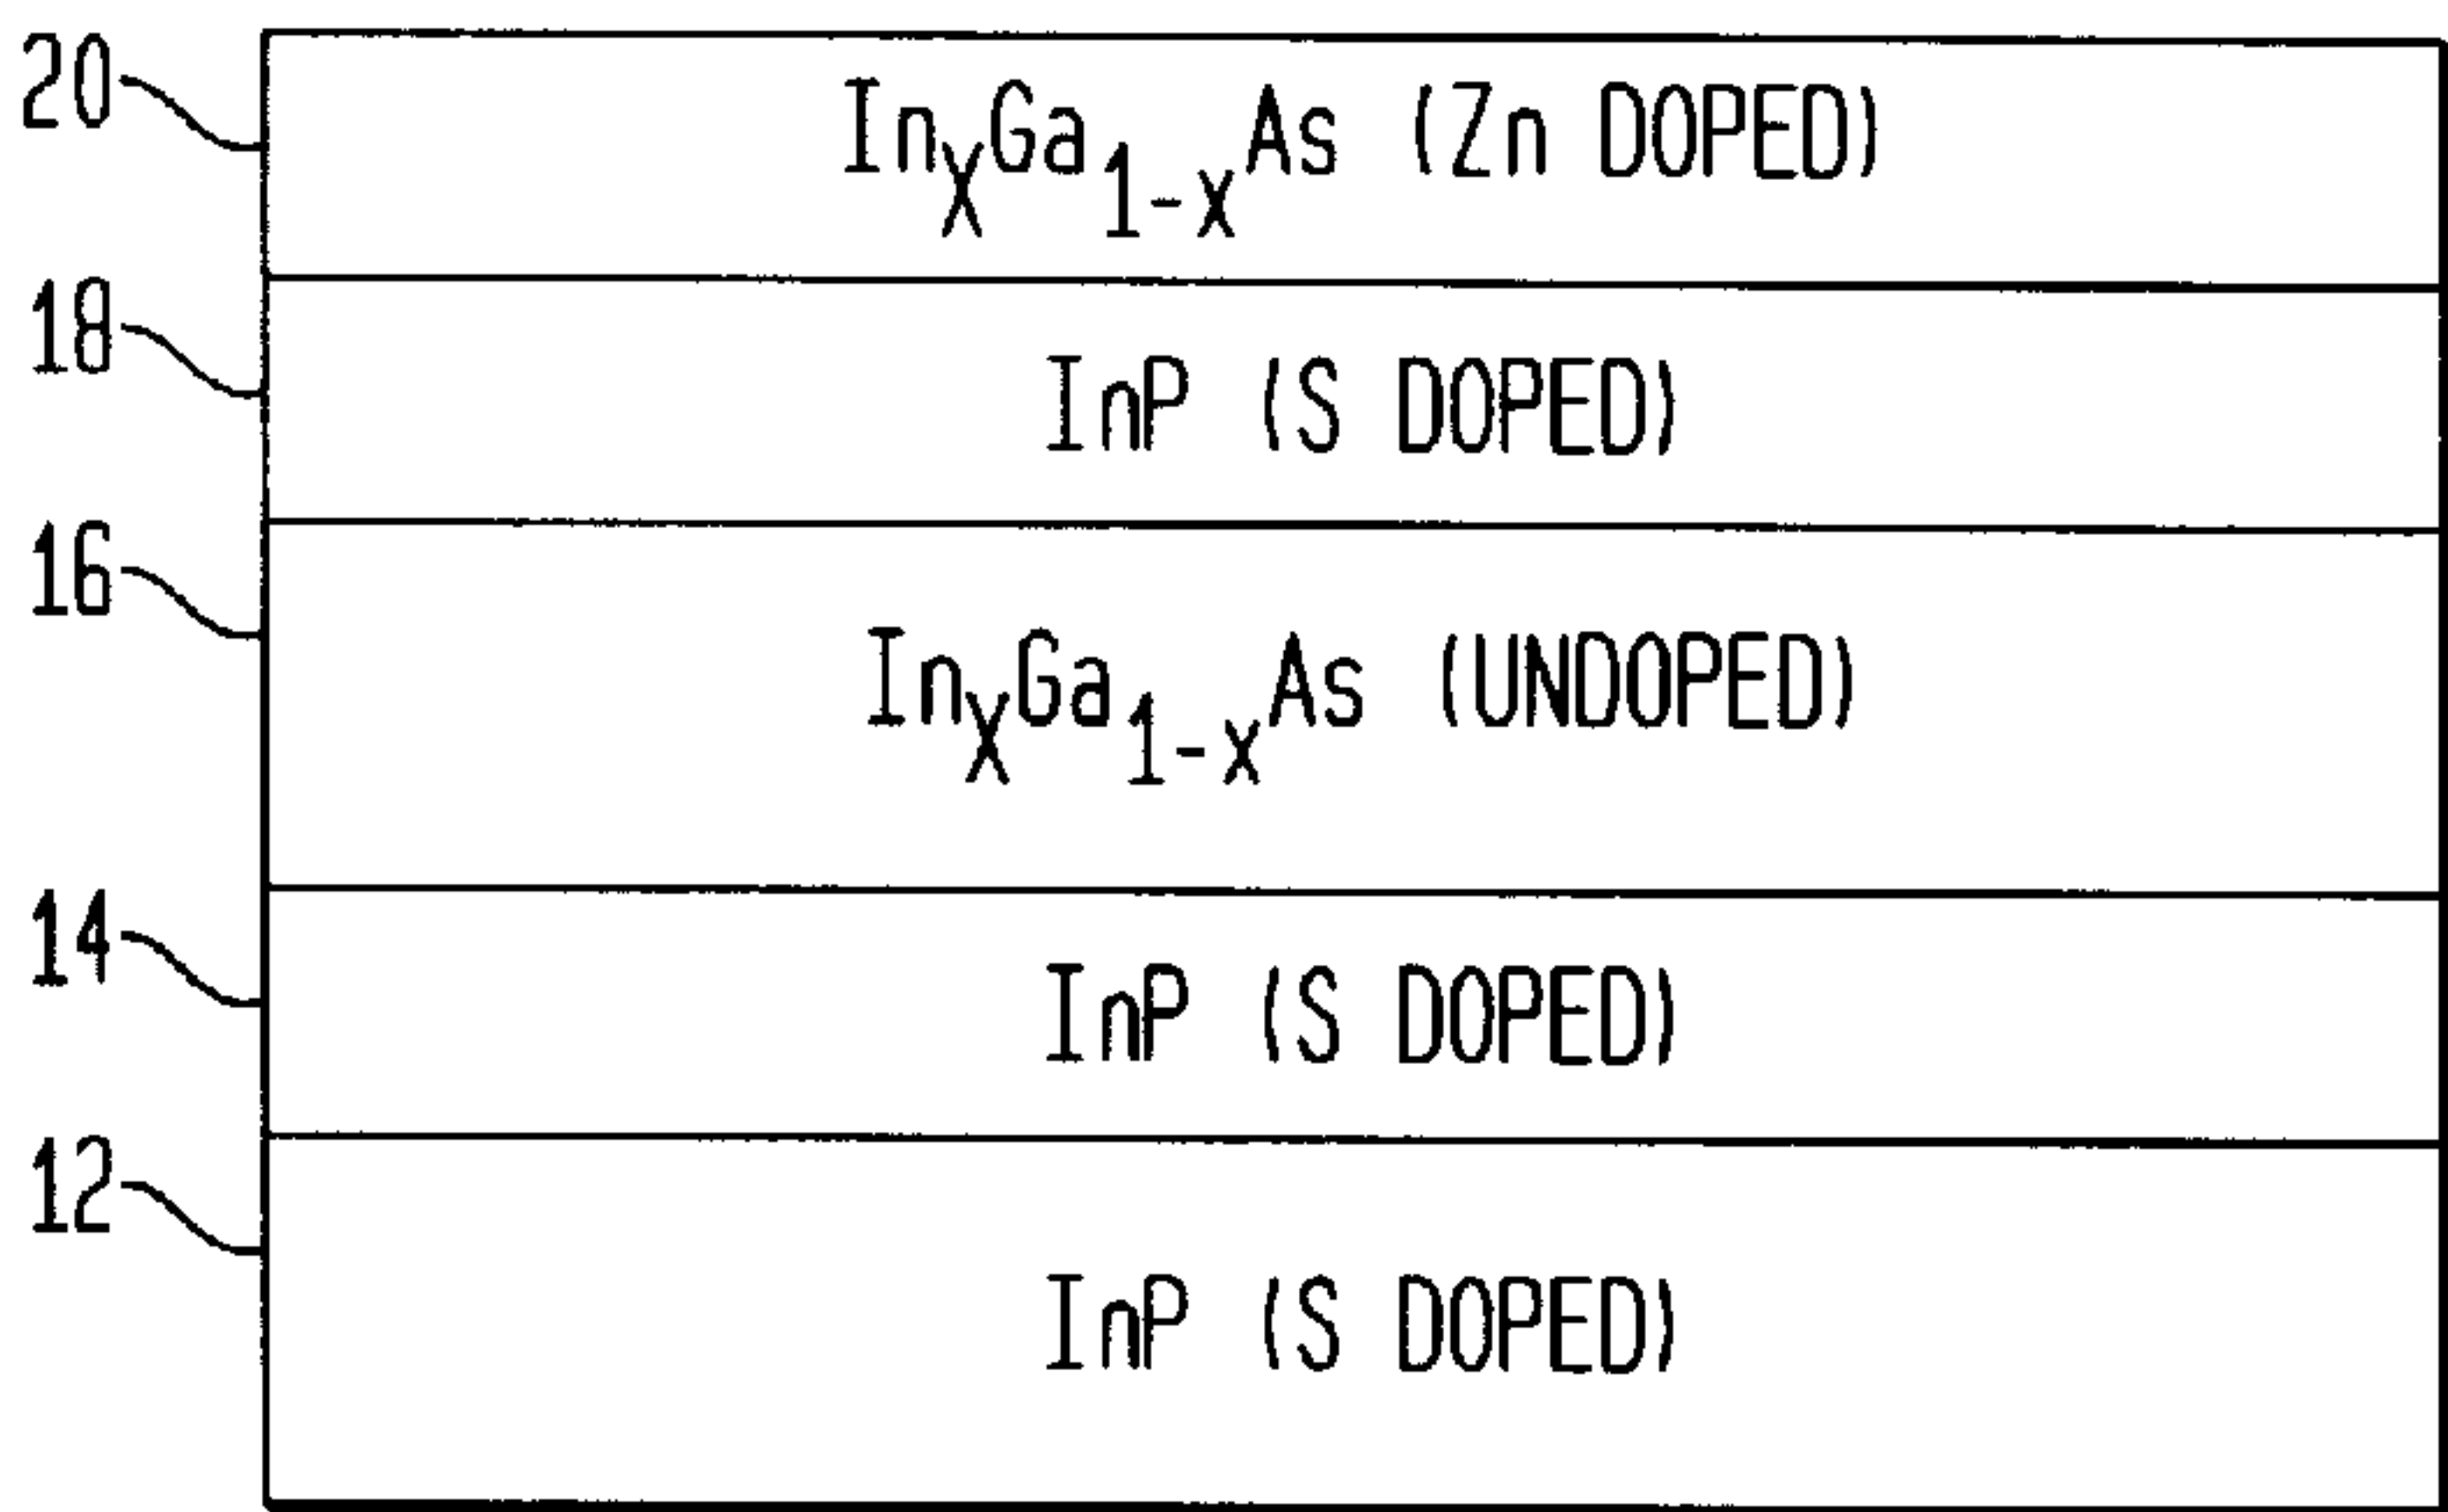 20 InₓGa₁₋ₓAs (Zn DOPED)
18 InP (S DOPED)
16 InₓGa₁₋ₓAs (UNDOPED)
14 InP (S DOPED)
12 InP (S DOPED)